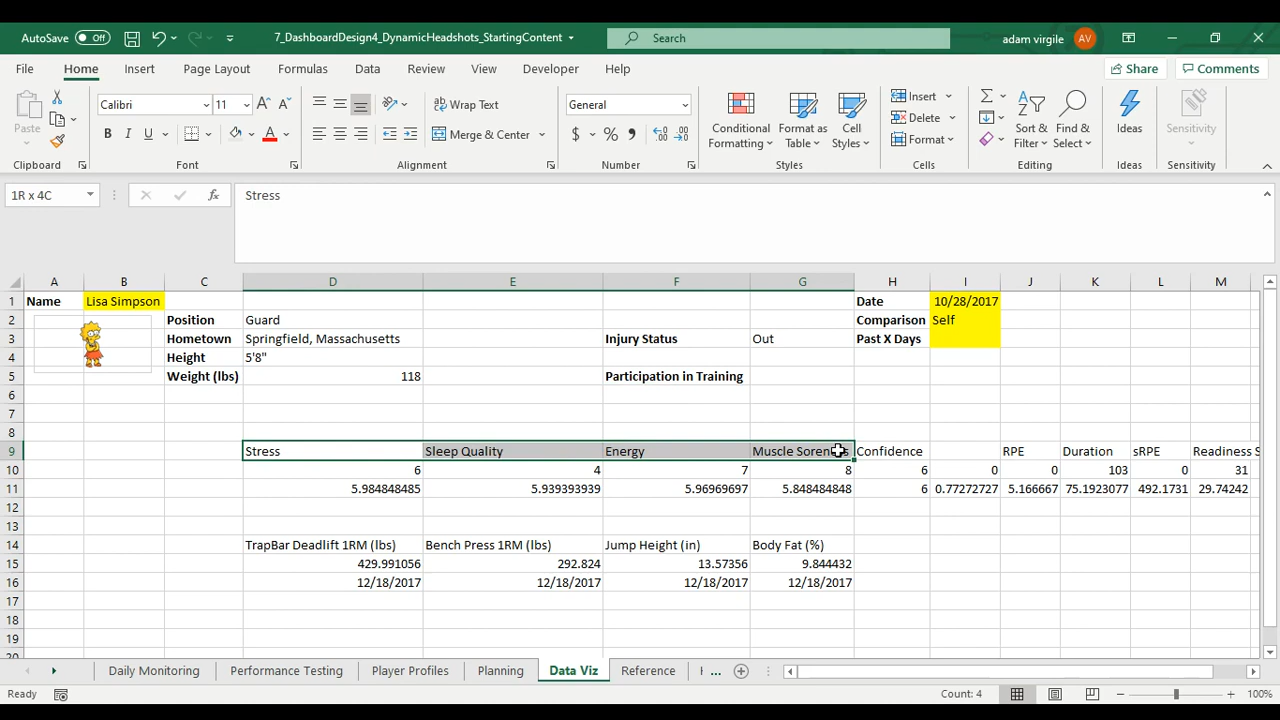 AutoSave Off 7_DashboardDesign4_DynamicHeadshots_StartingContent Search adam virgile AV
File Home Insert Page Layout Formulas Data Review View Developer Help Share Comments
Paste Calibri 11 A A Wrap Text General Conditional Formatting Format as Table Cell Styles Insert Σ Sort & Filter Find & Select Ideas Sensitivity
B I U A Merge & Center $ % , Delete
Format
Clipboard Font Alignment Number Styles Cells Editing Ideas Sensitivity
1R x 4C fx Stress
A B C D E F G H I J K L M
1 Name Lisa Simpson Date 10/28/2017
2 Position Guard Comparison Self
3 Hometown Springfield, Massachusetts Injury Status Out Past X Days
4 Height 5'8"
5 Weight (lbs) 118 Participation in Training
6
7
8
9 Stress Sleep Quality Energy Muscle Soreness Confidence RPE Duration sRPE Readiness S
10 6 4 7 8 6 0 0 103 0 31
11 5.984848485 5.939393939 5.96969697 5.848484848 6 0.77272727 5.166667 75.1923077 492.1731 29.74242
12
13
14 TrapBar Deadlift 1RM (lbs) Bench Press 1RM (lbs) Jump Height (in) Body Fat (%)
15 429.991056 292.824 13.57356 9.844432
16 12/18/2017 12/18/2017 12/18/2017 12/18/2017
17
18
19
20
Daily Monitoring Performance Testing Player Profiles Planning Data Viz Reference ...
Ready Count: 4 100%